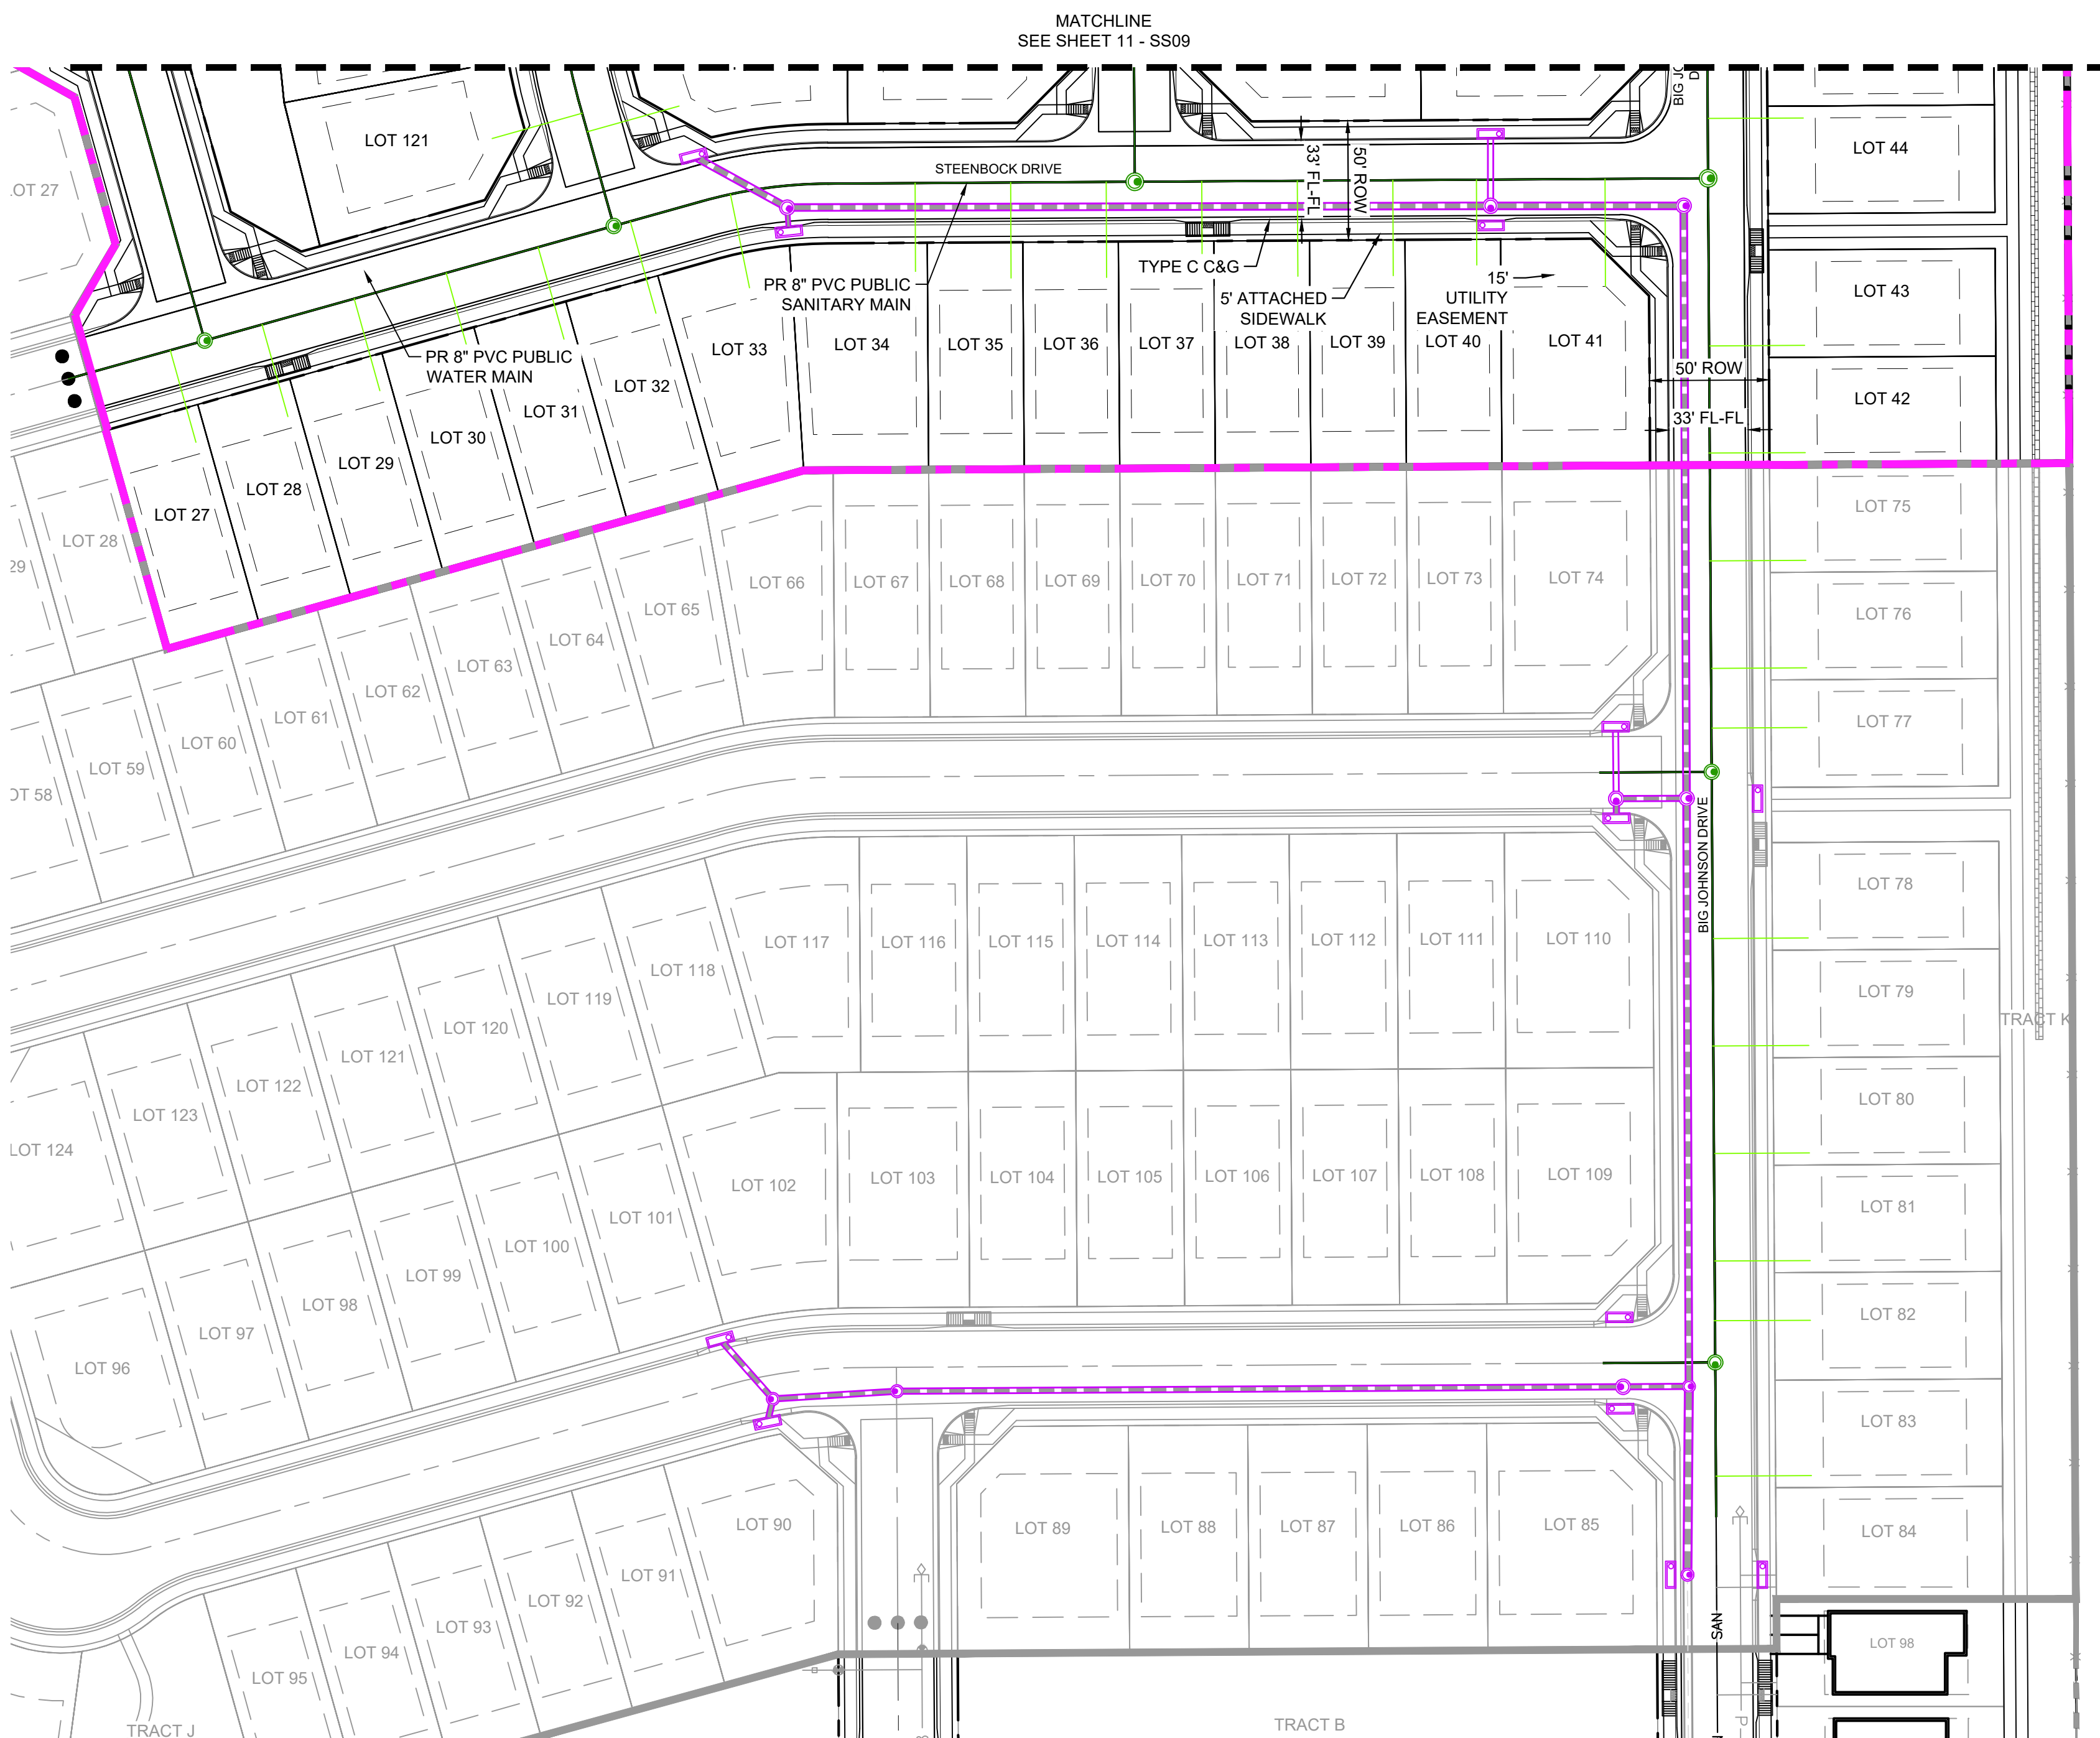 MATCHLINE
SEE SHEET 11 - SS09
BIG JO
D
LOT 121
LOT 44
STEENBOCK DRIVE
33' FL-FL
50' ROW
LOT 27
TYPE C C&G
PR 8" PVC PUBLIC
SANITARY MAIN
5' ATTACHED
SIDEWALK
15'
UTILITY
EASEMENT
LOT 43
PR 8" PVC PUBLIC
WATER MAIN
LOT 33
LOT 34
LOT 35
LOT 36
LOT 37
LOT 38
LOT 39
LOT 40
LOT 41
50' ROW
33' FL-FL
LOT 42
LOT 32
LOT 31
LOT 30
LOT 29
LOT 28
LOT 27
LOT 28
29
LOT 75
LOT 66
LOT 67
LOT 68
LOT 69
LOT 70
LOT 71
LOT 72
LOT 73
LOT 74
LOT 76
LOT 65
LOT 64
LOT 63
LOT 62
LOT 61
LOT 60
LOT 59
OT 58
LOT 77
BIG JOHNSON DRIVE
LOT 78
LOT 117
LOT 116
LOT 115
LOT 114
LOT 113
LOT 112
LOT 111
LOT 110
LOT 118
LOT 119
LOT 120
LOT 121
LOT 122
LOT 123
LOT 124
LOT 79
TRACT K
LOT 80
LOT 102
LOT 103
LOT 104
LOT 105
LOT 106
LOT 107
LOT 108
LOT 109
LOT 101
LOT 100
LOT 99
LOT 98
LOT 97
LOT 96
LOT 81
LOT 82
LOT 83
LOT 90
LOT 89
LOT 88
LOT 87
LOT 86
LOT 85
LOT 84
LOT 91
LOT 92
LOT 93
LOT 94
LOT 95
SAN
LOT 98
TRACT J
TRACT B
P